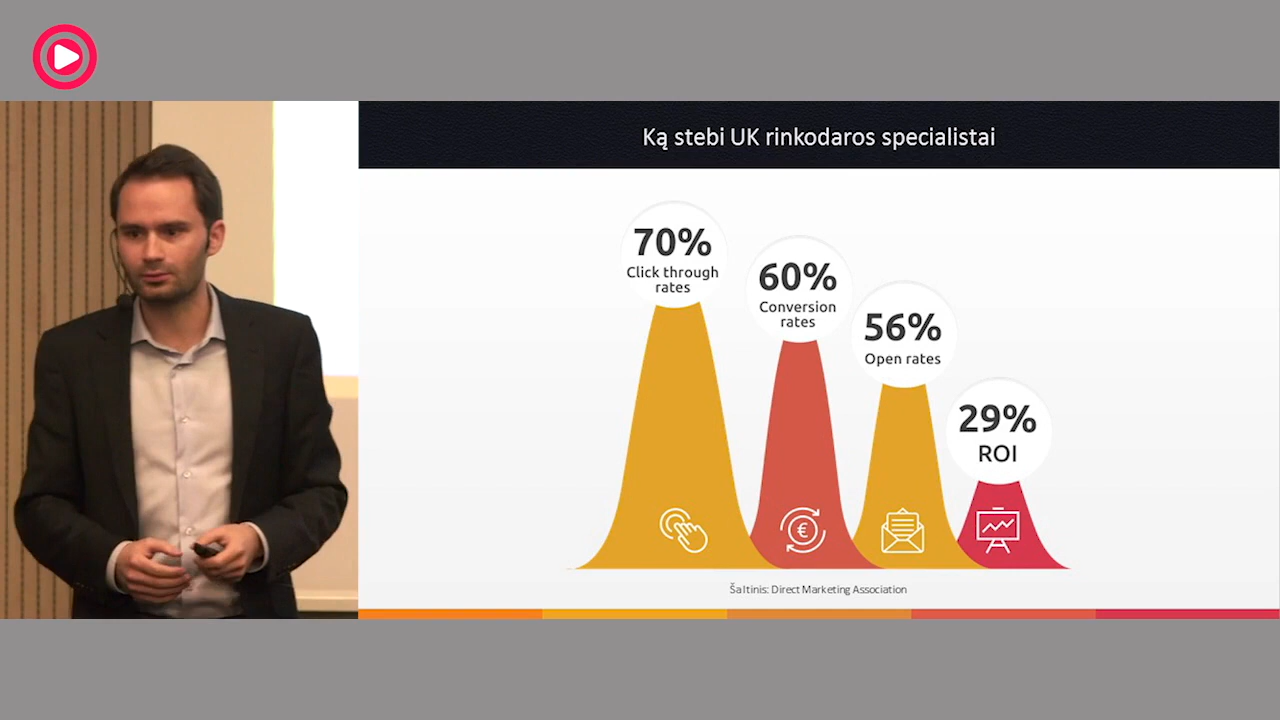 Ką stebi UK rinkodaros specialistai
70%
Click through
rates
60%
Conversion
rates
56%
Open rates
29%
ROI
€
Šaltinis: Direct Marketing Association